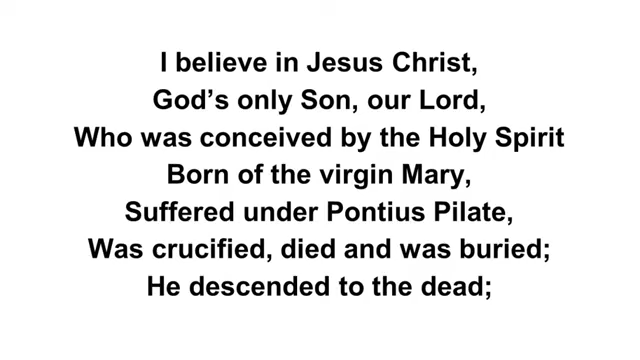 I believe in Jesus Christ,
God’s only Son, our Lord,
Who was conceived by the Holy Spirit
Born of the virgin Mary,
Suffered under Pontius Pilate,
Was crucified, died and was buried;
He descended to the dead;